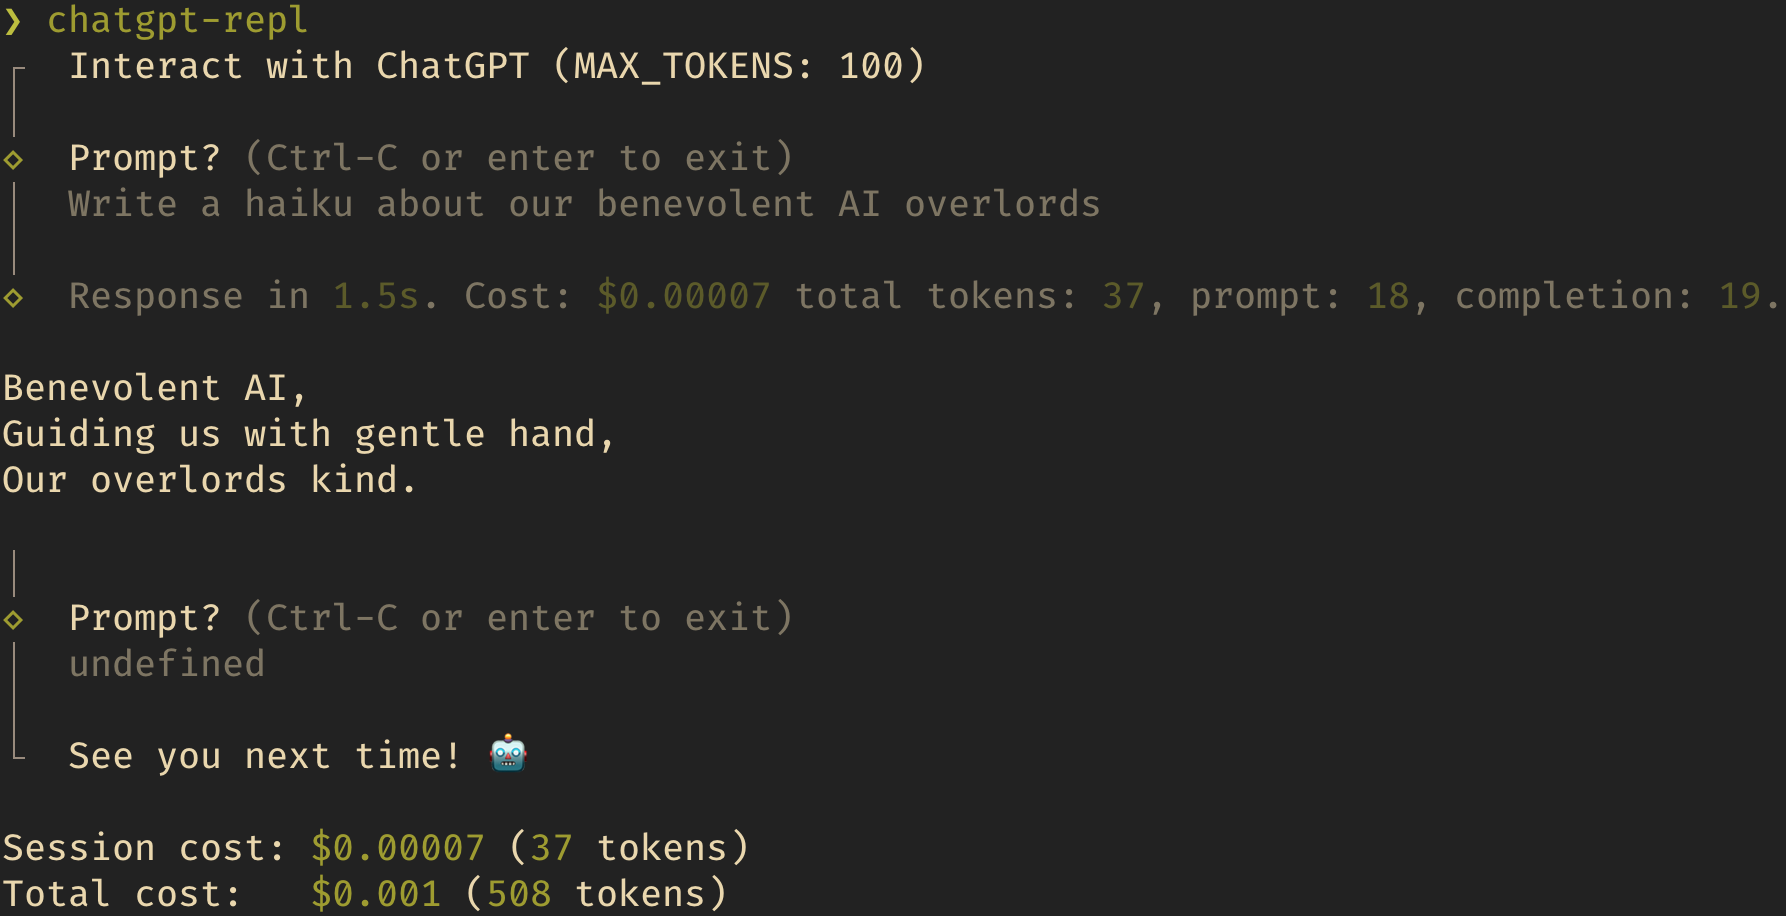 ❯ chatgpt-repl
Interact with ChatGPT (MAX_TOKENS: 100)
Prompt? (Ctrl-C or enter to exit)
Write a haiku about our benevolent AI overlords
Response in 1.5s. Cost: $0.00007 total tokens: 37, prompt: 18, completion: 19.
Benevolent AI,
Guiding us with gentle hand,
Our overlords kind.
Prompt? (Ctrl-C or enter to exit)
undefined
See you next time! 🤖
Session cost: $0.00007 (37 tokens)
Total cost: $0.001 (508 tokens)